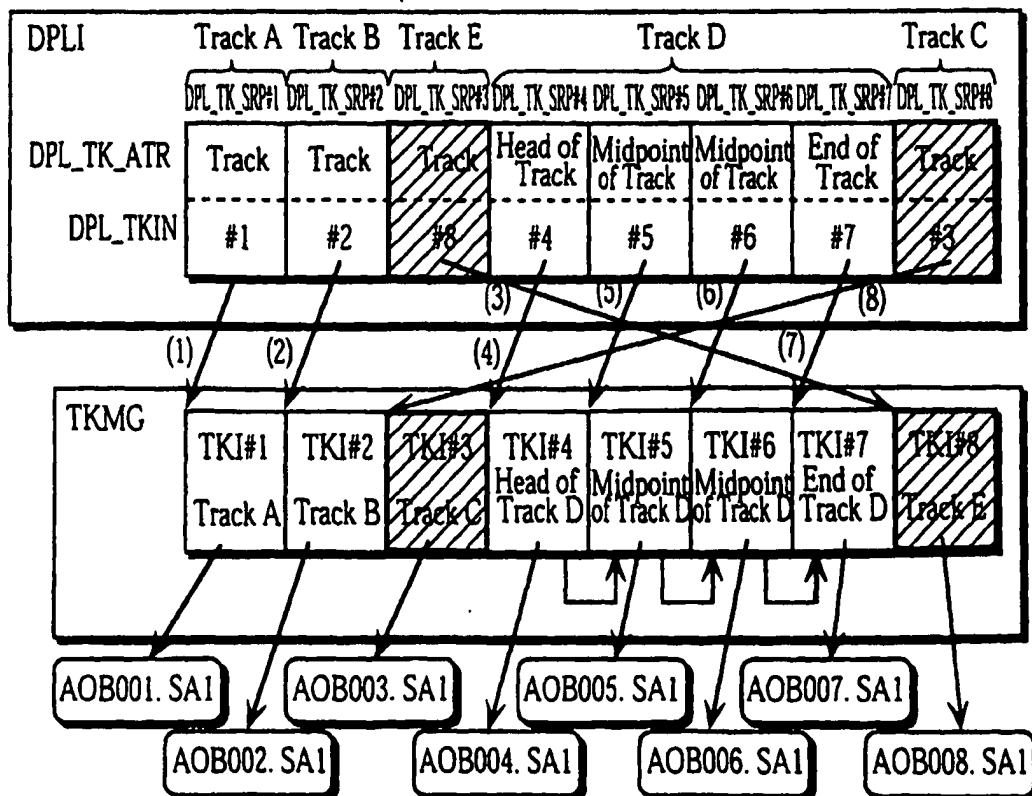 DPLI Track A Track B Track E Track D Track C
DPL_TK_SRP#1 DPL_TK_SRP#2 DPL_TK_SRP#3 DPL_TK_SRP#4 DPL_TK_SRP#5 DPL_TK_SRP#6 DPL_TK_SRP#7 DPL_TK_SRP#8
DPL_TK_ATR Track Track Track Head of Track Midpoint of Track Midpoint of Track End of Track Track
DPL_TKIN #1 #2 #8 #4 #5 #6 #7 #3
(3) (5) (6) (8)
(1) (2) (4) (7)
TKMG
TKI#1 TKI#2 TKI#3 TKI#4 TKI#5 TKI#6 TKI#7 TKI#8
Track A Track B Track C Head of Track D Midpoint of Track D Midpoint of Track D End of Track D Track E
AOB001. SA1 AOB003. SA1 AOB005. SA1 AOB007. SA1
AOB002. SA1 AOB004. SA1 AOB006. SA1 AOB008. SA1